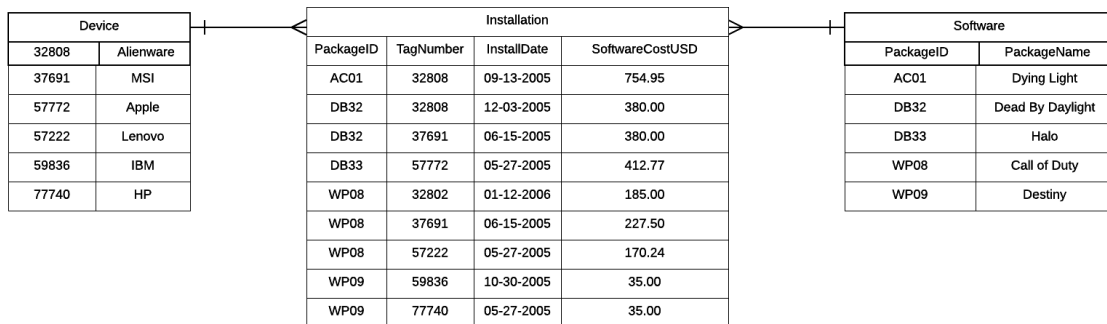 Device
32808 Alienware
37691 MSI
57772 Apple
57222 Lenovo
59836 IBM
77740 HP
Installation
PackageID TagNumber InstallDate SoftwareCostUSD
AC01 32808 09-13-2005 754.95
DB32 32808 12-03-2005 380.00
DB32 37691 06-15-2005 380.00
DB33 57772 05-27-2005 412.77
WP08 32802 01-12-2006 185.00
WP08 37691 06-15-2005 227.50
WP08 57222 05-27-2005 170.24
WP09 59836 10-30-2005 35.00
WP09 77740 05-27-2005 35.00
Software
PackageID PackageName
AC01 Dying Light
DB32 Dead By Daylight
DB33 Halo
WP08 Call of Duty
WP09 Destiny